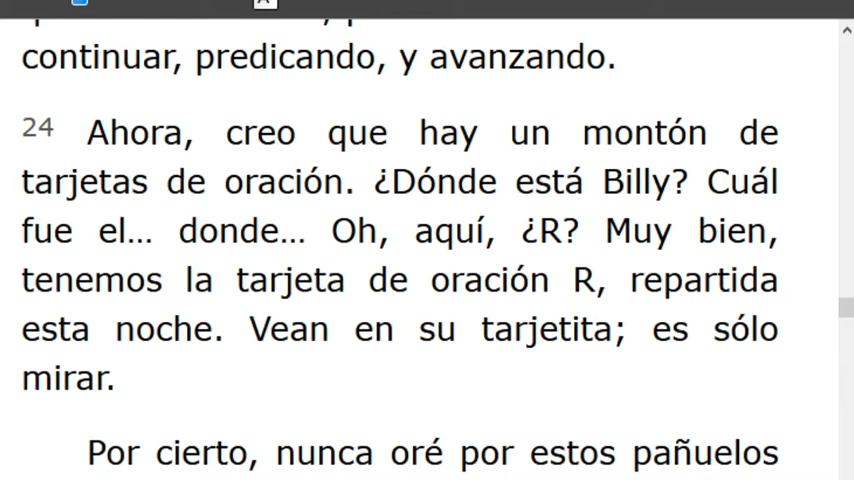 continuar, predicando, y avanzando.
24 Ahora, creo que hay un montón de
tarjetas de oración. ¿Dónde está Billy? Cuál
fue el... donde... Oh, aquí, ¿R? Muy bien,
tenemos la tarjeta de oración R, repartida
esta noche. Vean en su tarjetita; es sólo
mirar.
Por cierto, nunca oré por estos pañuelos